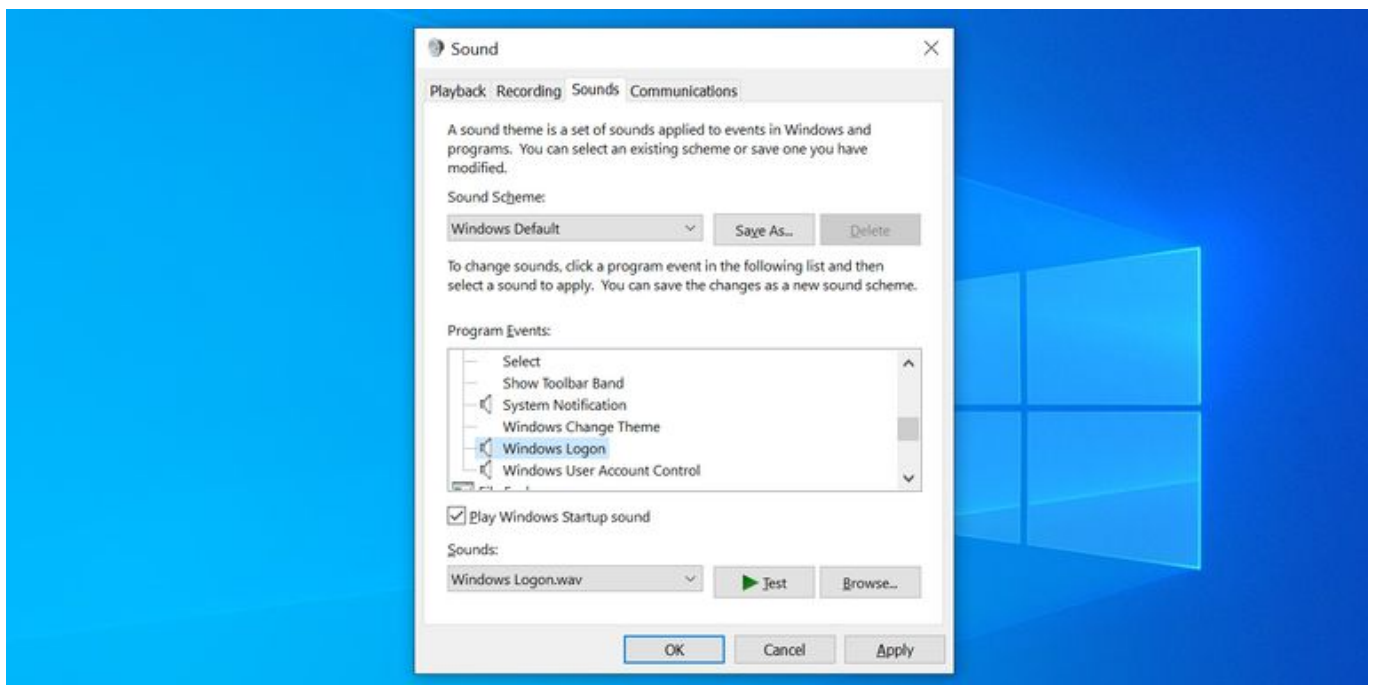 Sound
Playback Recording Sounds Communications
A sound theme is a set of sounds applied to events in Windows and
programs. You can select an existing scheme or save one you have
modified.
Sound Scheme:
Windows Default Save As... Delete
To change sounds, click a program event in the following list and then
select a sound to apply. You can save the changes as a new sound scheme.
Program Events:
Select
Show Toolbar Band
System Notification
Windows Change Theme
Windows Logon
Windows User Account Control
Play Windows Startup sound
Sounds:
Windows Logon.wav Test Browse...
OK Cancel Apply